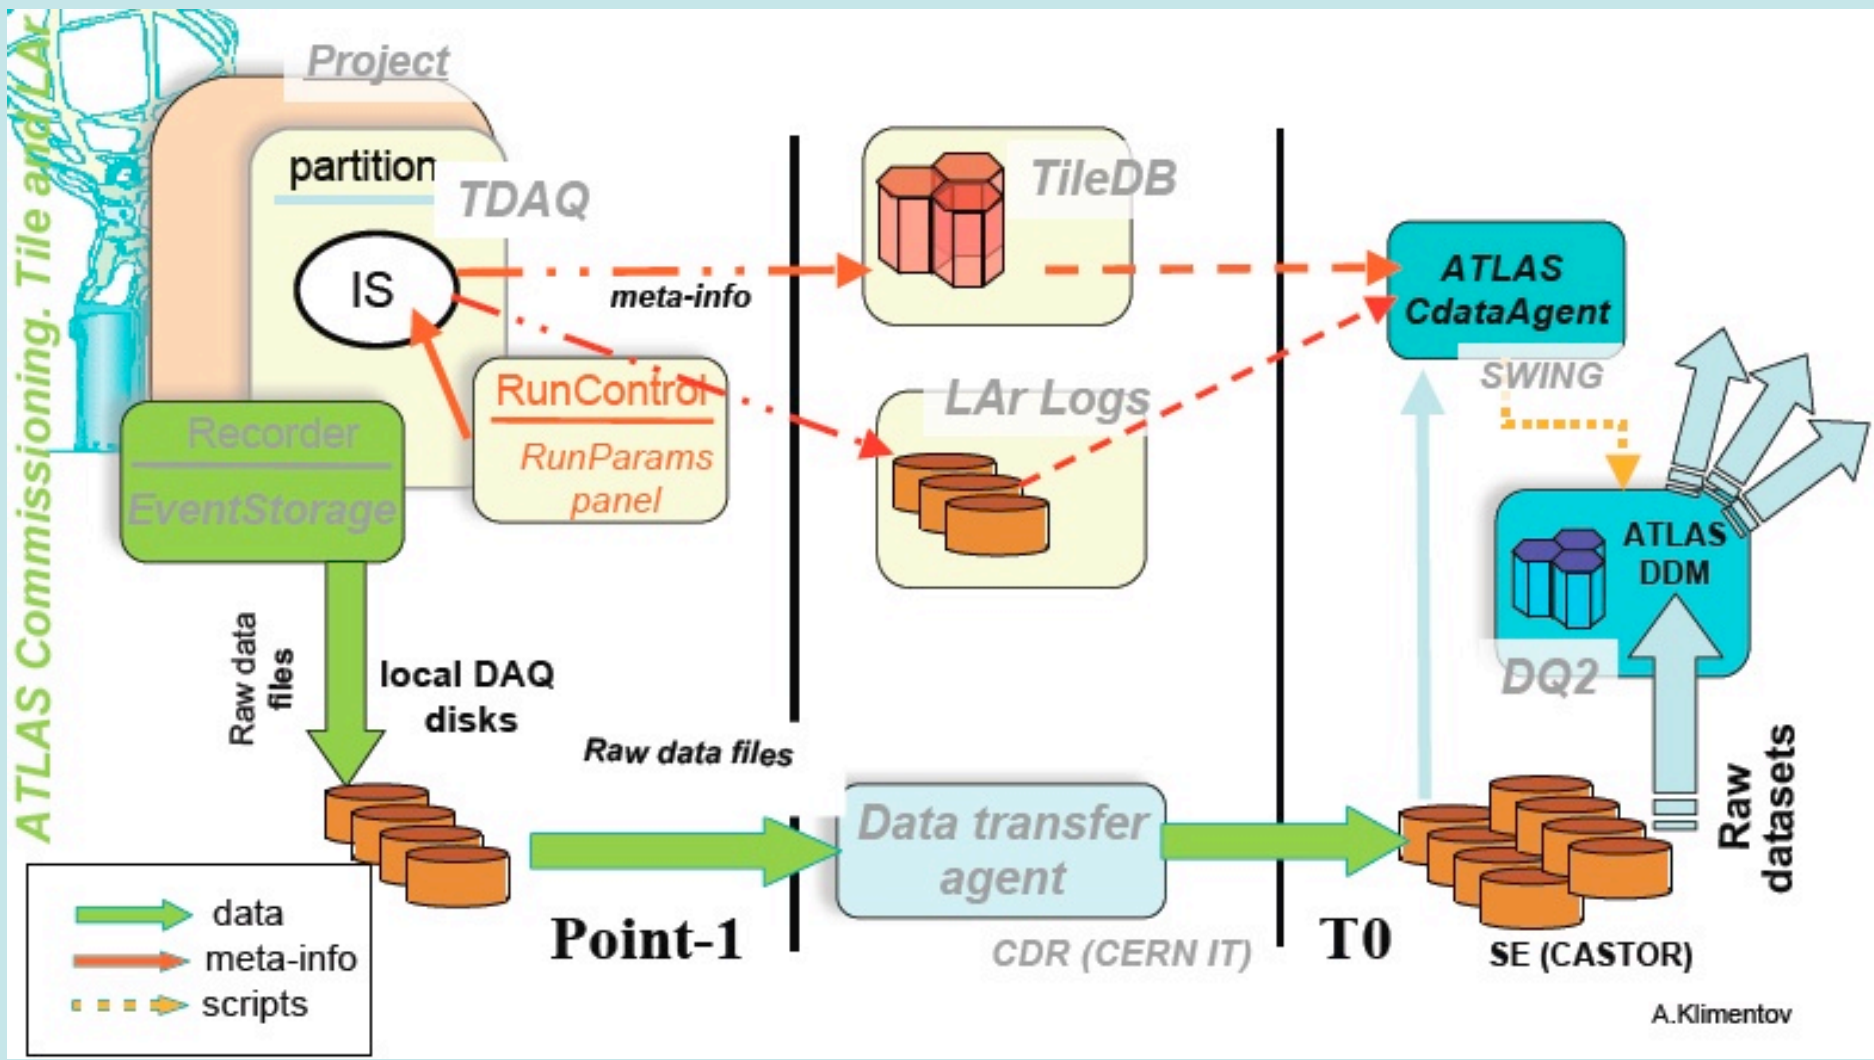 ATLAS Commissioning. Tile and LAr
Project
partition
TDAQ
IS
meta-info
RunControl
RunParams
panel
Recorder
EventStorage
TileDB
LAr Logs
ATLAS
CdataAgent
SWING
ATLAS
DDM
DQ2
Raw data
files
local DAQ
disks
Raw data files
Data transfer
agent
Raw
datasets
Point-1
CDR (CERN IT)
T0
SE (CASTOR)
data
meta-info
scripts
A.Klimentov